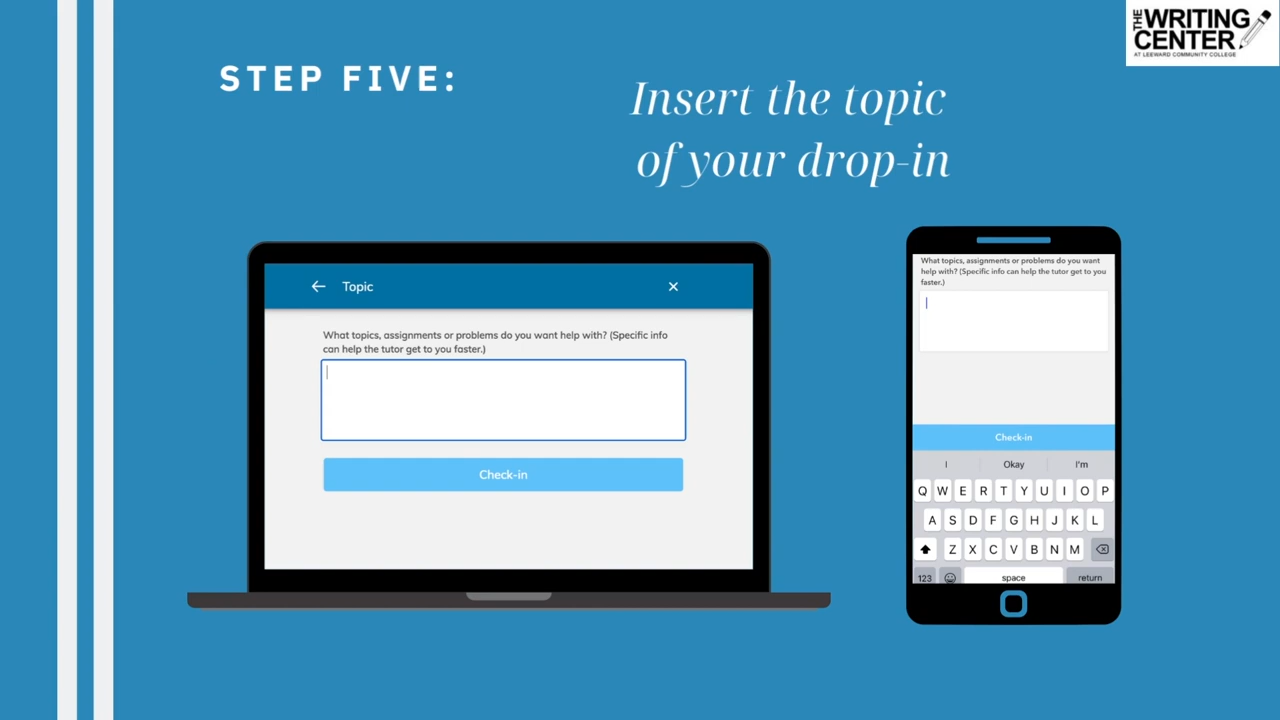 THE WRITING
CENTER
AT LEEWARD COMMUNITY COLLEGE
STEP FIVE:
Insert the topic
of your drop-in
Topic
What topics, assignments or problems do you want help with? (Specific info
can help the tutor get to you faster.)
Check-in
What topics, assignments or problems do you want
help with? (Specific info can help the tutor get to you
faster.)
Check-in
I Okay I'm
Q W E R T Y U I O P
A S D F G H J K L
Z X C V B N M
123 space return